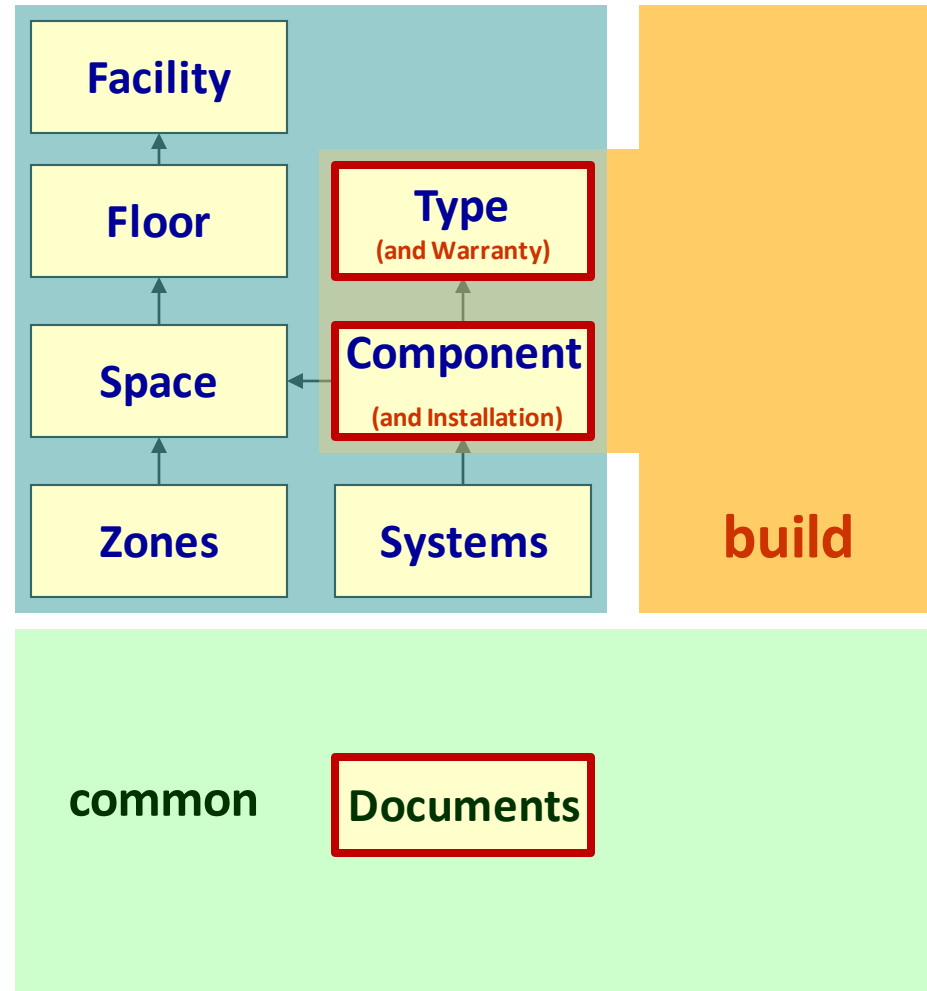 Facility
Floor
Type
(and Warranty)
Space
Component
(and Installation)
Zones
Systems
build
common
Documents